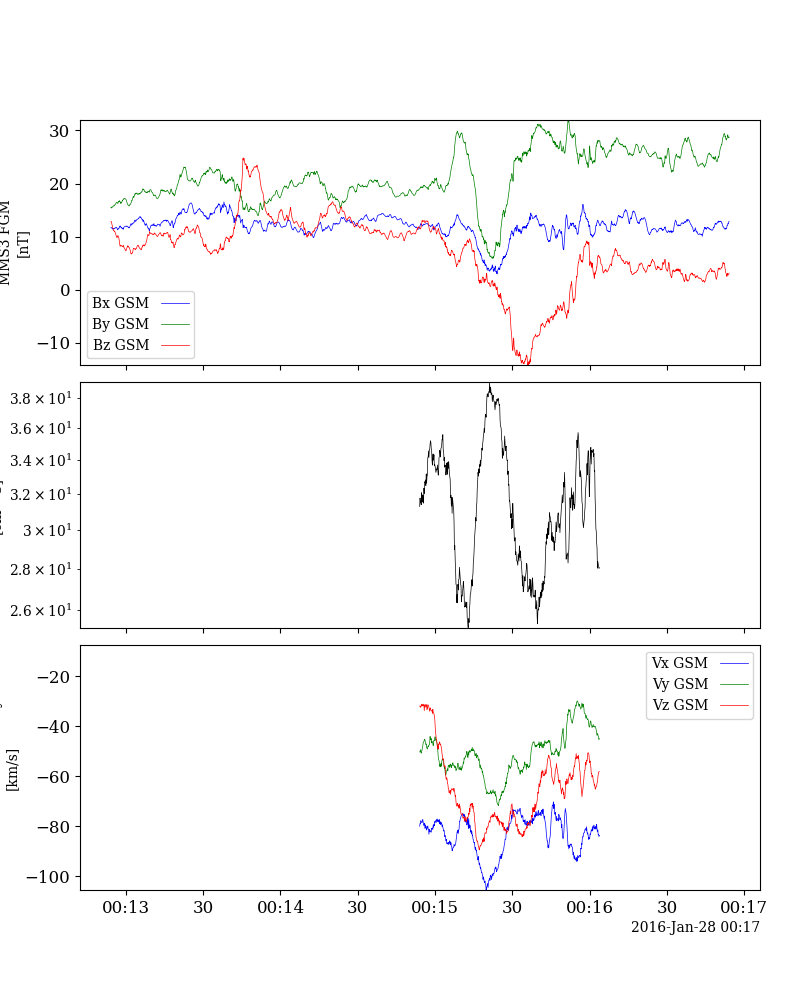 30
20
10
0
−10
MMS3 FGM
[nT]
Bx GSM
By GSM
Bz GSM
3.8 × 10¹
3.6 × 10¹
3.4 × 10¹
3.2 × 10¹
3 × 10¹
2.8 × 10¹
2.6 × 10¹
−20
−40
−60
−80
−100
[km/s]
Vx GSM
Vy GSM
Vz GSM
00:13 30 00:14 30 00:15 30 00:16 30 00:17
2016-Jan-28 00:17